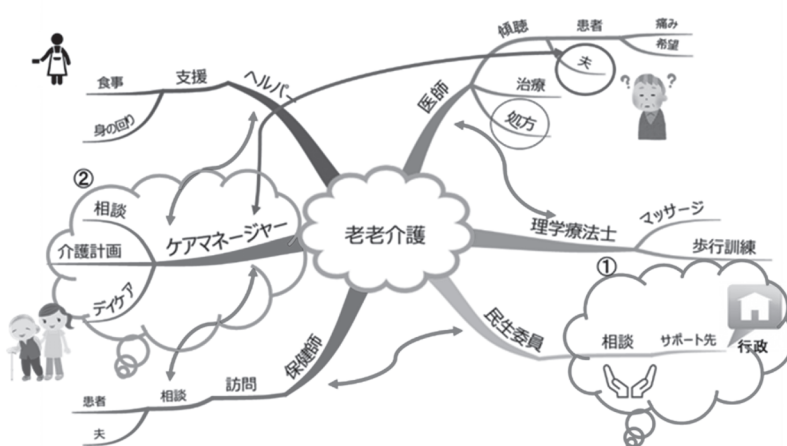 老老介護
医師
傾聴
患者
痛み
希望
夫
治療
処方
? ?
理学療法士
マッサージ
歩行訓練
①
民生委員
相談
サポート先
行政
保健師
訪問
相談
患者
夫
②
ケアマネージャー
相談
介護計画
デイケア
ヘルパー
支援
食事
身の回り